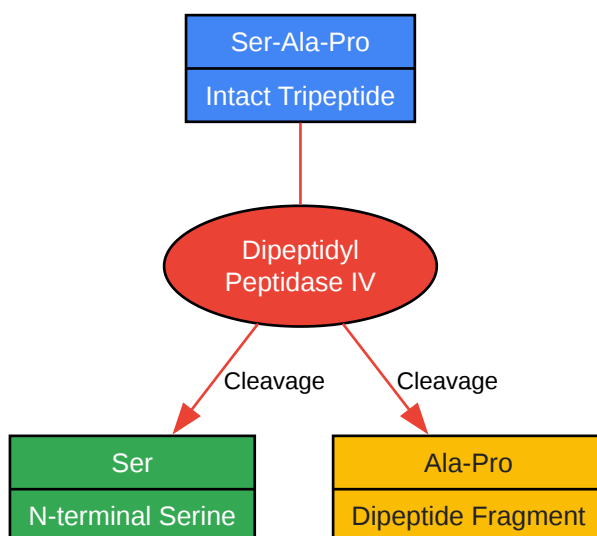 Ser-Ala-Pro
Intact Tripeptide
Dipeptidyl
Peptidase IV
Cleavage
Cleavage
Ser
N-terminal Serine
Ala-Pro
Dipeptide Fragment